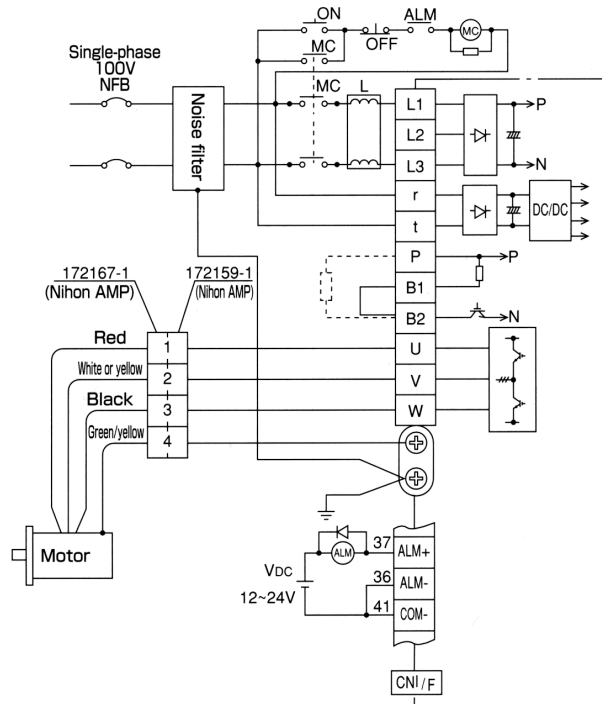 ON
ALM
MC
OFF
MC
Single-phase
100V
NFB
Noise filter
MC
L
L1
P
L2
L3
N
r
t
DC/DC
P
P
B1
B2
N
172167-1
(Nihon AMP)
172159-1
(Nihon AMP)
Red
1
U
White or yellow
2
V
Black
3
W
Green/yellow
4
Motor
VDC
12~24V
ALM
37
ALM+
36
ALM-
41
COM-
CN I/F